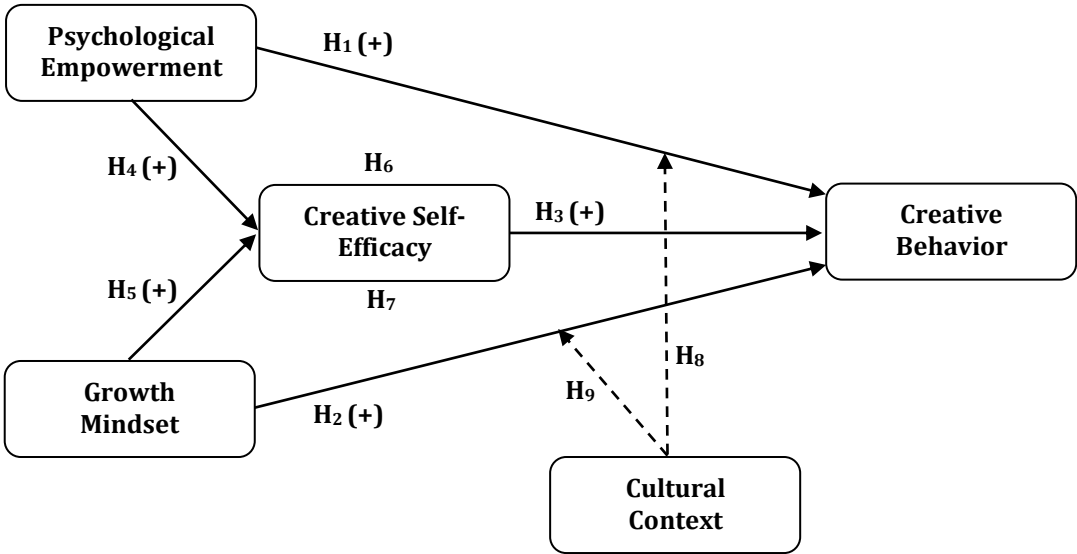 Psychological
Empowerment
H₁ (+)
H₄ (+)
H₆
Creative Self-
Efficacy
H₃ (+)
Creative
Behavior
H₅ (+)
H₇
Growth
Mindset
H₂ (+)
H₉
H₈
Cultural
Context